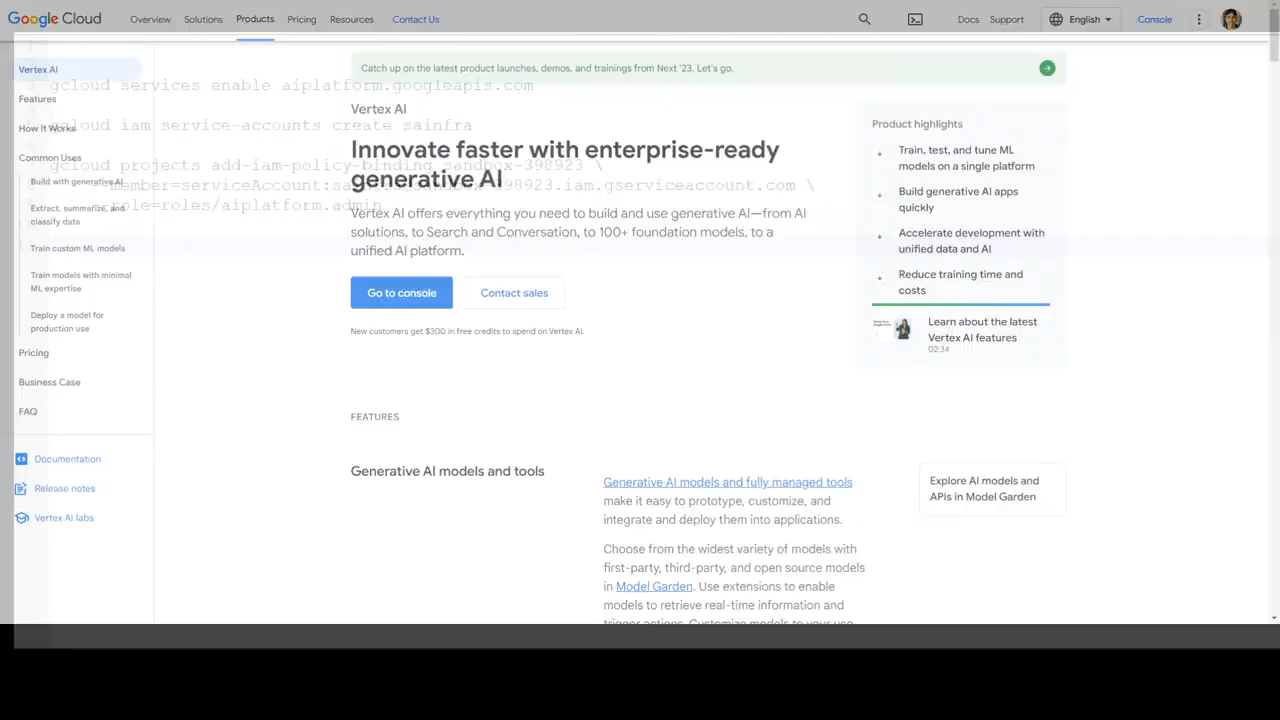 Google Cloud
Overview
Solutions
Products
Pricing
Resources
Contact Us
Docs
Support
English
Console
Vertex AI
Features
How It Works
Common Uses
Build with generative AI
Extract, summarize, and
classify data
Train custom ML models
Train models with minimal
ML expertise
Deploy a model for
production use
Pricing
Business Case
FAQ
Documentation
Release notes
Vertex AI labs
gcloud services enable aiplatform.googleapis.com
gcloud iam service-accounts create sainfra
gcloud projects add-iam-policy-binding sandbox-398923 \
--role=roles/aiplatform.admin
Catch up on the latest product launches, demos, and trainings from Next '23. Let's go.
Vertex AI
Innovate faster with enterprise-ready
generative AI
Vertex AI offers everything you need to build and use generative AI—from AI
solutions, to Search and Conversation, to 100+ foundation models, to a
unified AI platform.
Go to console
Contact sales
New customers get $300 in free credits to spend on Vertex AI.
Product highlights
Train, test, and tune ML
models on a single platform
Build generative AI apps
quickly
Accelerate development with
unified data and AI
Reduce training time and
costs
Learn about the latest
Vertex AI features
02:34
FEATURES
Generative AI models and tools
Generative AI models and fully managed tools
make it easy to prototype, customize, and
integrate and deploy them into applications.
Choose from the widest variety of models with
first-party, third-party, and open source models
in Model Garden. Use extensions to enable
models to retrieve real-time information and
trigger actions. Customize models to your use
Explore AI models and
APIs in Model Garden